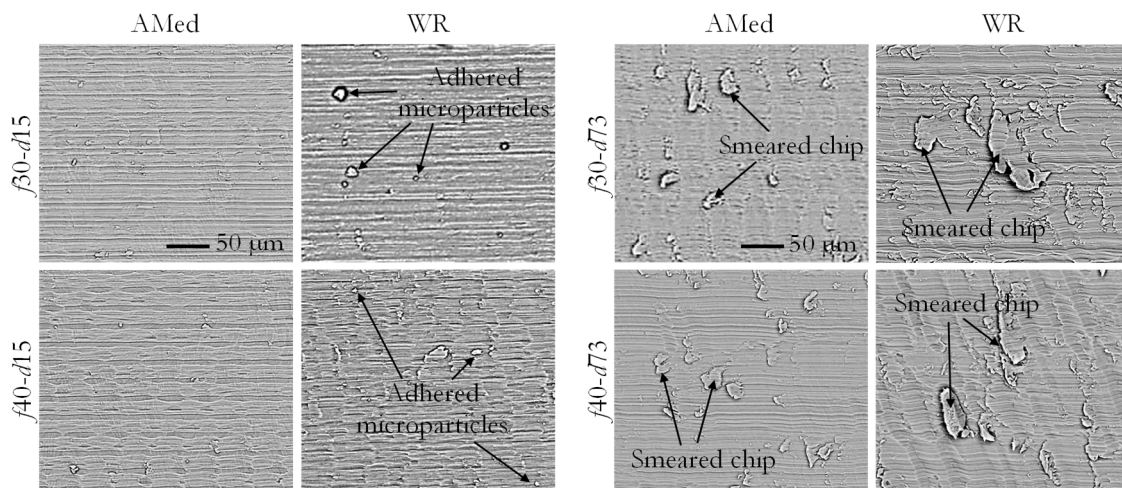 AMed
WR
AMed
WR
f30-d15
Adhered
microparticles
50 µm
f30-d73
Smeared chip
50 µm
Smeared chip
f40-d15
Adhered
microparticles
f40-d73
Smeared chip
Smeared chip